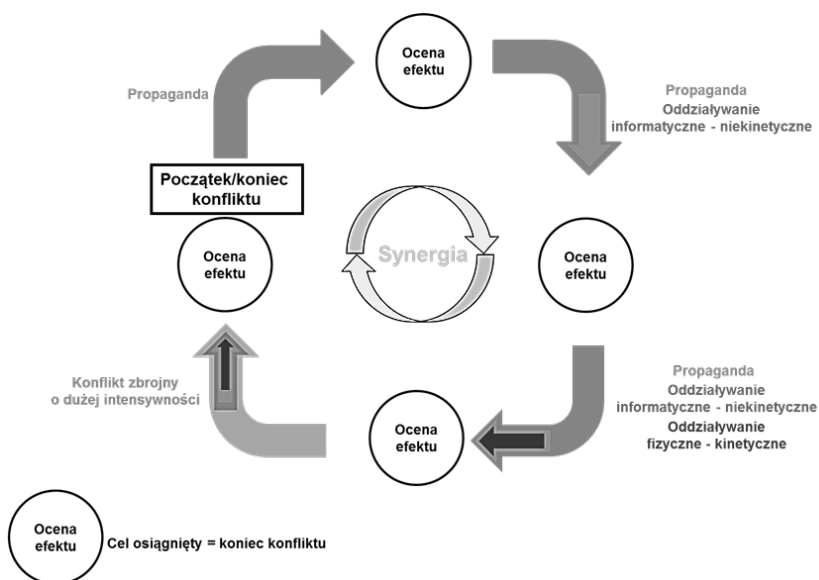 Ocena
efektu
Propaganda
Propaganda
Oddziaływanie
informatyczne - niekinetyczne
Początek/koniec
konfliktu
Ocena
efektu
Synergia
Ocena
efektu
Konflikt zbrojny
o dużej intensywności
Propaganda
Oddziaływanie
informatyczne - niekinetyczne
Oddziaływanie
fizyczne - kinetyczne
Ocena
efektu
Ocena
efektu
Cel osiągnięty = koniec konfliktu